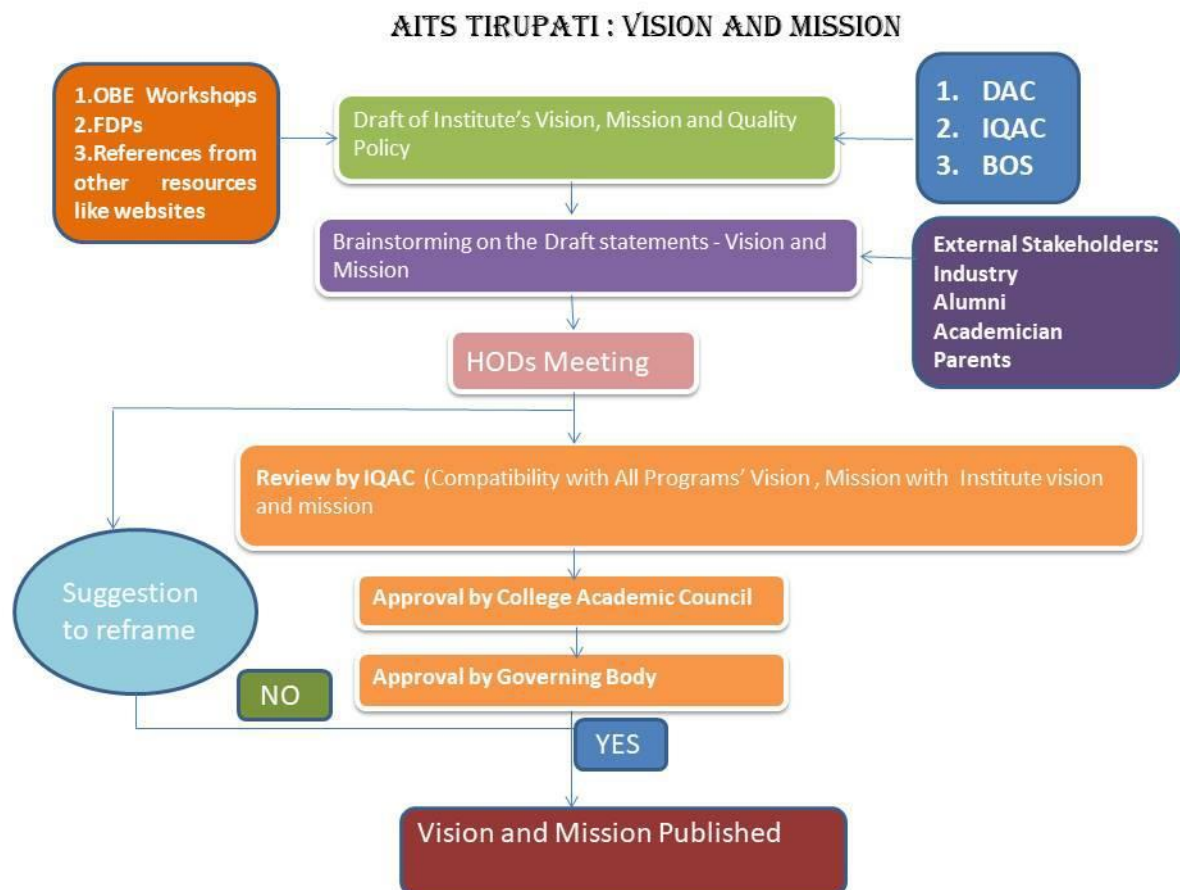 AITS TIRUPATI : VISION AND MISSION
1.OBE Workshops
2.FDPs
3.References from
other resources
like websites
Draft of Institute’s Vision, Mission and Quality
Policy
1. DAC
2. IQAC
3. BOS
Brainstorming on the Draft statements - Vision and
Mission
External Stakeholders:
Industry
Alumni
Academician
Parents
HODs Meeting
Review by IQAC (Compatibility with All Programs’ Vision , Mission with Institute vision
and mission
Suggestion
to reframe
Approval by College Academic Council
Approval by Governing Body
NO
YES
Vision and Mission Published